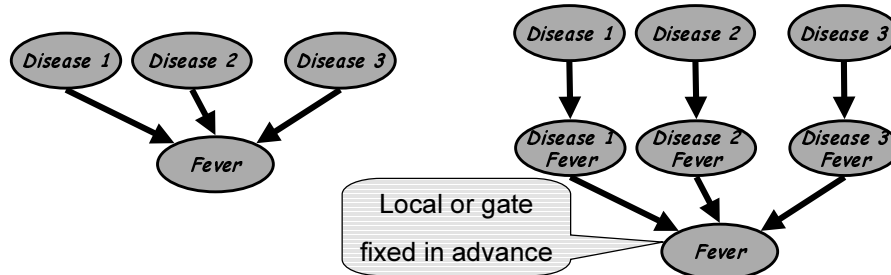 Disease 1
Disease 2
Disease 3
Fever
Disease 1
Disease 2
Disease 3
Disease 1
Fever
Disease 2
Fever
Disease 3
Fever
Local or gate
fixed in advance
Fever